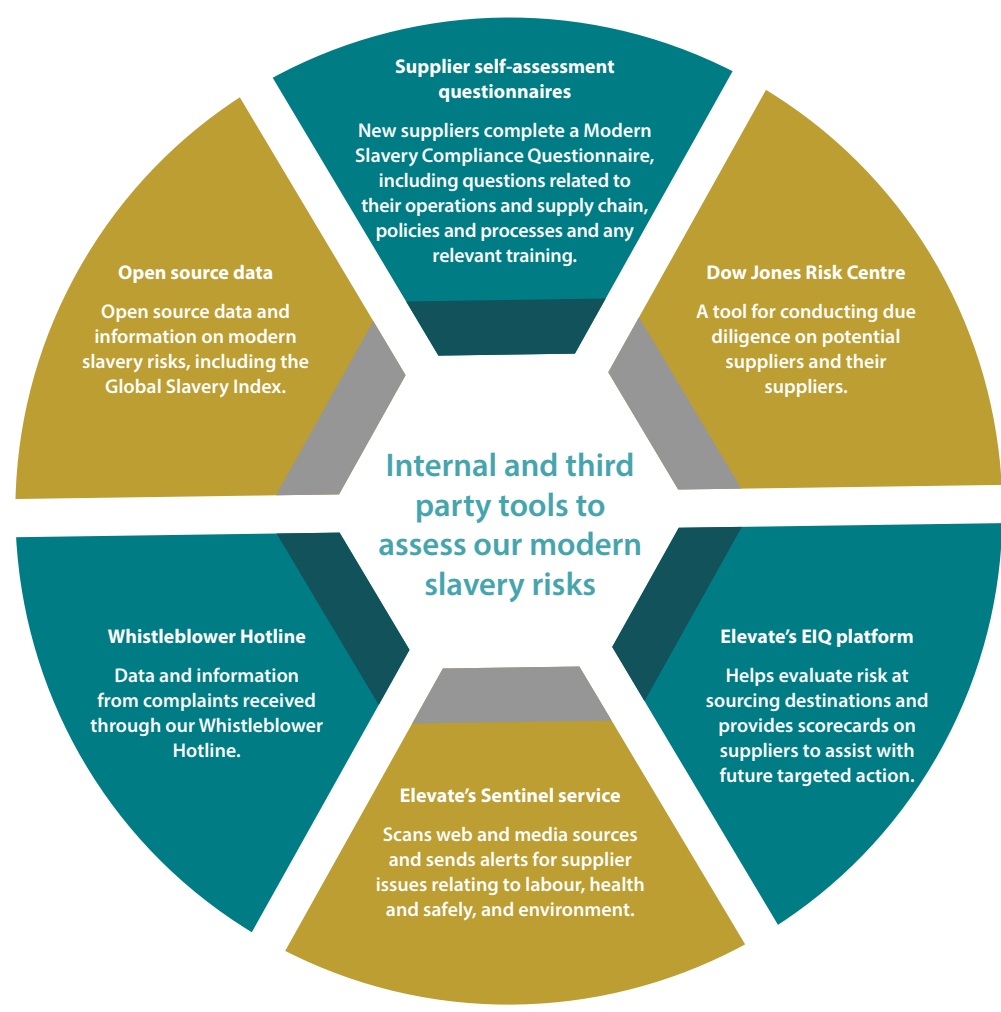 Supplier self-assessment
questionnaires
New suppliers complete a Modern
Slavery Compliance Questionnaire,
including questions related to
their operations and supply chain,
policies and processes and any
relevant training.
Dow Jones Risk Centre
A tool for conducting due
diligence on potential
suppliers and their
suppliers.
Elevate’s EIQ platform
Helps evaluate risk at
sourcing destinations and
provides scorecards on
suppliers to assist with
future targeted action.
Elevate’s Sentinel service
Scans web and media sources
and sends alerts for supplier
issues relating to labour, health
and safely, and environment.
Whistleblower Hotline
Data and information
from complaints received
through our Whistleblower
Hotline.
Open source data
Open source data and
information on modern
slavery risks, including the
Global Slavery Index.
Internal and third
party tools to
assess our modern
slavery risks